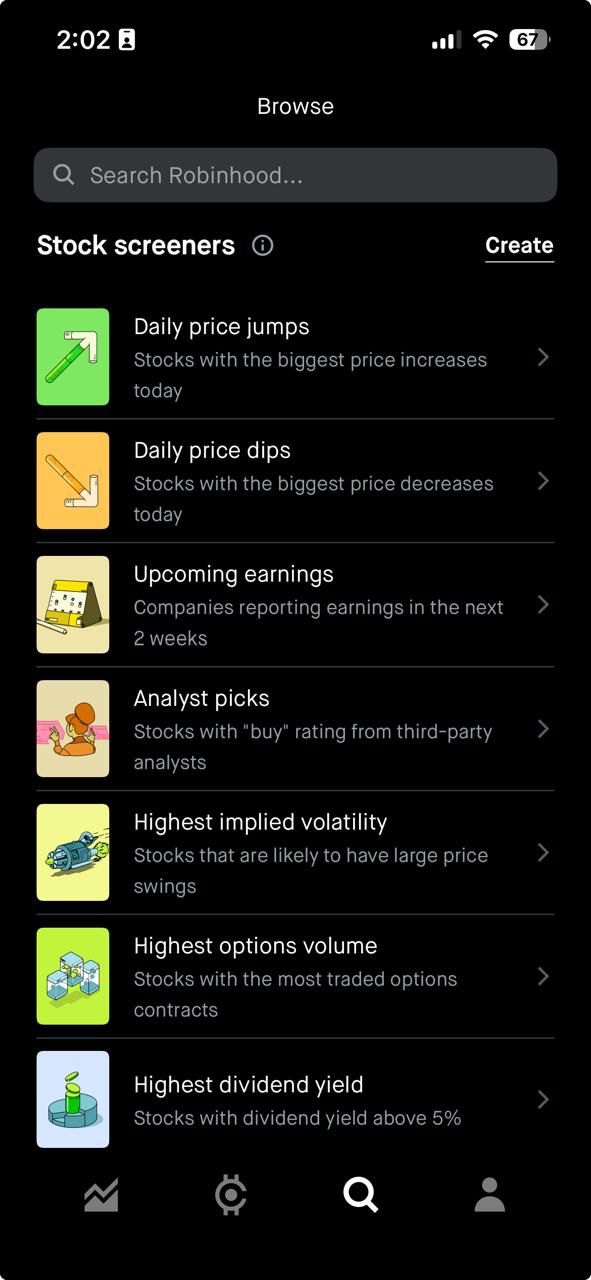 2:02
67
Browse
Search Robinhood...
Stock screeners
Create
Daily price jumps
Stocks with the biggest price increases
today
Daily price dips
Stocks with the biggest price decreases
today
Upcoming earnings
Companies reporting earnings in the next
2 weeks
Analyst picks
Stocks with "buy" rating from third-party
analysts
Highest implied volatility
Stocks that are likely to have large price
swings
Highest options volume
Stocks with the most traded options
contracts
Highest dividend yield
Stocks with dividend yield above 5%